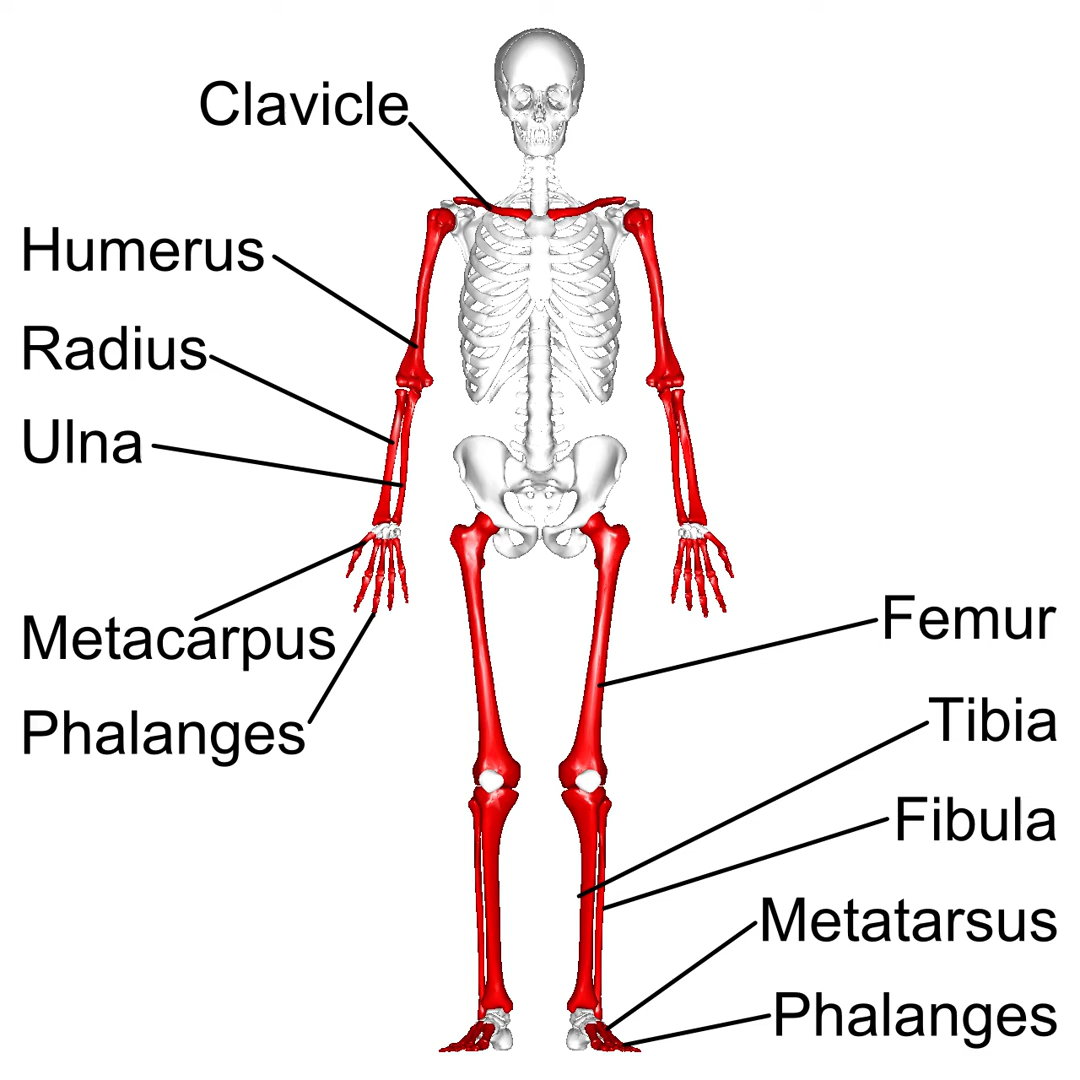 Clavicle
Humerus
Radius
Ulna
Metacarpus
Phalanges
Femur
Tibia
Fibula
Metatarsus
Phalanges